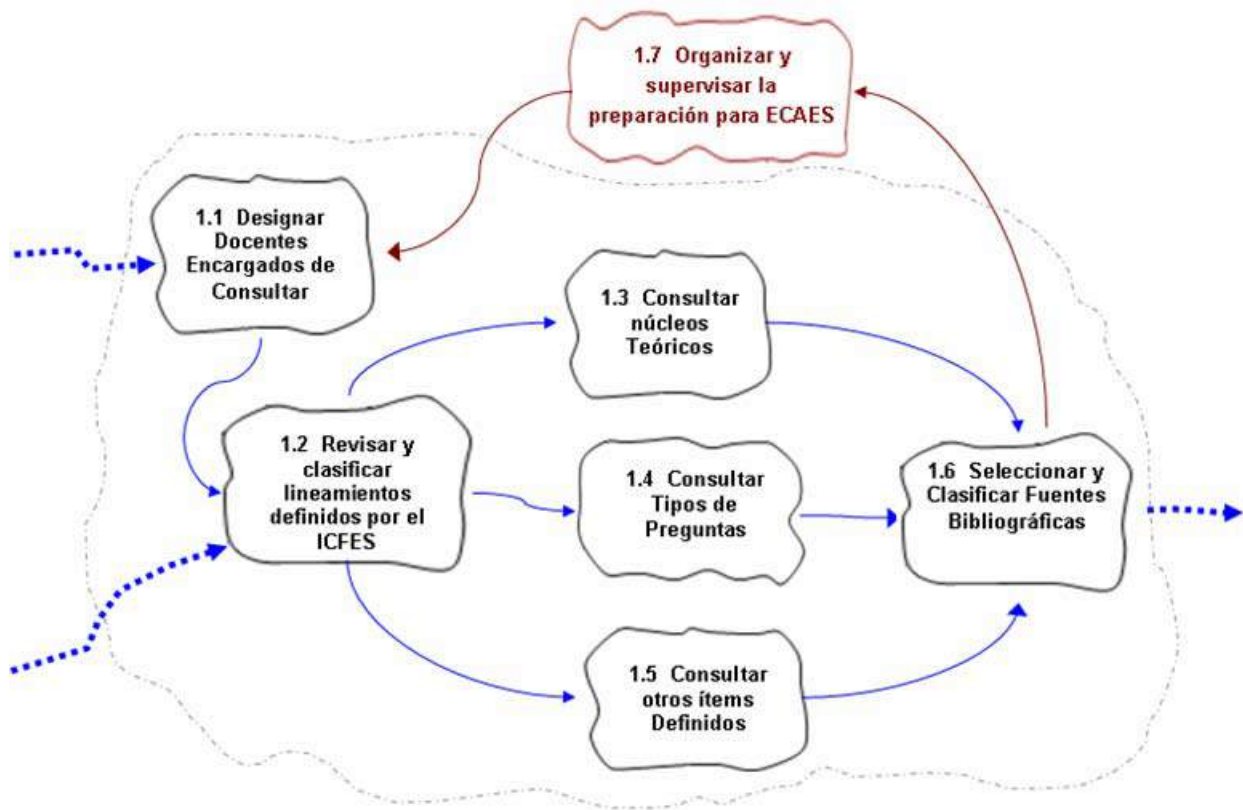 1.7 Organizar y
supervisar la
preparación para ECAES
1.1 Designar
Docentes
Encargados de
Consultar
1.3 Consultar
núcleos
Teóricos
1.2 Revisar y
clasificar
lineamientos
definidos por el
ICFES
1.4 Consultar
Tipos de
Preguntas
1.6 Seleccionar y
Clasificar Fuentes
Bibliográficas
1.5 Consultar
otros ítems
Definidos